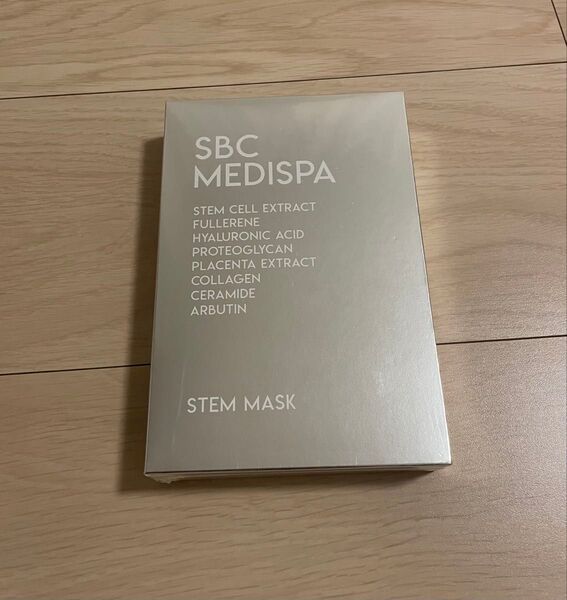 SBC
MEDISPA
STEM CELL EXTRACT
FULLERENE
HYALURONIC ACID
PROTEOGLYCAN
PLACENTA EXTRACT
COLLAGEN
CERAMIDE
ARBUTIN
STEM MASK